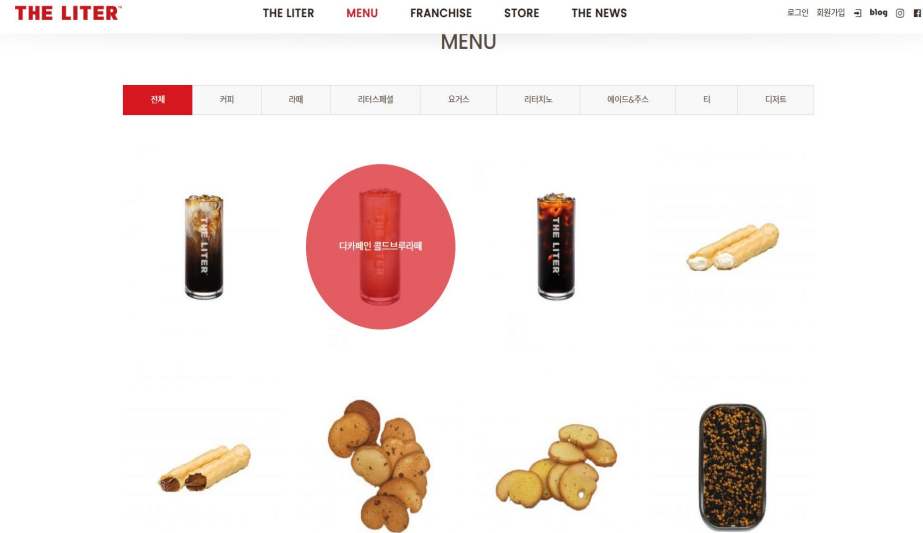 THE LITER
THE LITER MENU FRANCHISE STORE THE NEWS
로그인 회원가입 blog
MENU
전체 커피 라떼 리터스페셜 요거스 리터치노 에이드&주스 티 디저트
THE LITER
디카페인 콜드브루라떼
THE LITER
THE LITER